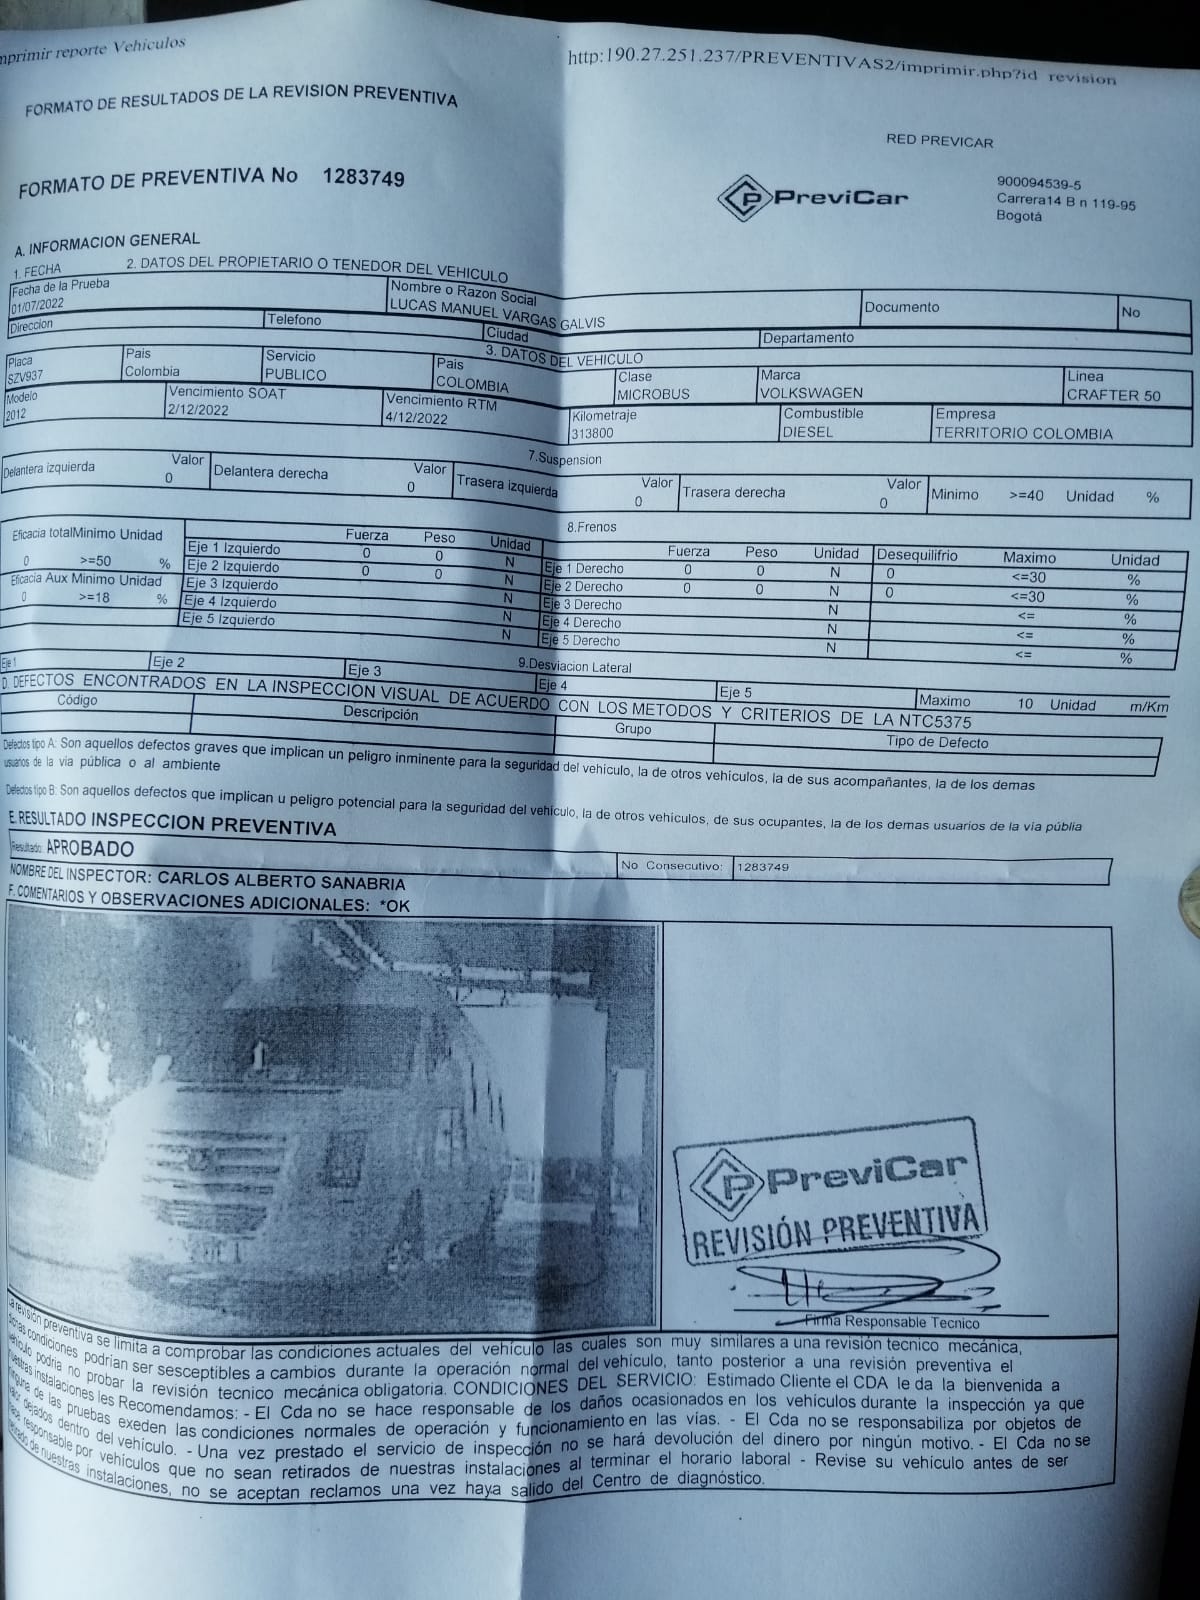 mprimir reporte Vehiculos
http:190.27.251.237/PREVENTIVAS2/imprimir.php?id revision
FORMATO DE RESULTADOS DE LA REVISION PREVENTIVA
RED PREVICAR
FORMATO DE PREVENTIVA No 1283749
PreviCar
900094539-5
Carrera14 B n 119-95
Bogotá
A. INFORMACION GENERAL
1. FECHA 2. DATOS DEL PROPIETARIO O TENEDOR DEL VEHICULO
Fecha de la Prueba Nombre o Razon Social Documento No
01/07/2022 LUCAS MANUEL VARGAS GALVIS
Direccion Telefono Ciudad Departamento
3. DATOS DEL VEHICULO
Placa Pais Servicio Pais Clase Marca Linea
SZV937 Colombia PUBLICO COLOMBIA MICROBUS VOLKSWAGEN CRAFTER 50
Modelo Vencimiento SOAT Vencimiento RTM Kilometraje Combustible Empresa
2012 2/12/2022 4/12/2022 313800 DIESEL TERRITORIO COLOMBIA
7.Suspension
Delantera izquierda Valor Delantera derecha Valor Trasera izquierda Valor Trasera derecha Valor Minimo >=40 Unidad %
0 0 0 0
8.Frenos
Eficacia totalMinimo Unidad Fuerza Peso Unidad Fuerza Peso Unidad Desequilifrio Maximo Unidad
0 >=50 % Eje 1 Izquierdo 0 0 N Eje 1 Derecho 0 0 N 0 <=30 %
Eficacia Aux Minimo Unidad Eje 2 Izquierdo 0 0 N Eje 2 Derecho 0 0 N 0 <=30 %
0 >=18 % Eje 3 Izquierdo N Eje 3 Derecho N <= %
Eje 4 Izquierdo N Eje 4 Derecho N <= %
Eje 5 Izquierdo N Eje 5 Derecho N <= %
9.Desviacion Lateral
Eje 1 Eje 2 Eje 3 Eje 4 Eje 5 Maximo 10 Unidad m/Km
D. DEFECTOS ENCONTRADOS EN LA INSPECCION VISUAL DE ACUERDO CON LOS METODOS Y CRITERIOS DE LA NTC5375
Código Descripción Grupo Tipo de Defecto
Defectos tipo A: Son aquellos defectos graves que implican un peligro inminente para la seguridad del vehículo, la de otros vehículos, la de sus acompañantes, la de los demas
usuarios de la vía pública o al ambiente
Defectos tipo B: Son aquellos defectos que implican u peligro potencial para la seguridad del vehículo, la de otros vehículos, de sus ocupantes, la de los demas usuarios de la vía públia
E. RESULTADO INSPECCION PREVENTIVA
Resultado: APROBADO No Consecutivo: 1283749
NOMBRE DEL INSPECTOR: CARLOS ALBERTO SANABRIA
F. COMENTARIOS Y OBSERVACIONES ADICIONALES: *OK
PreviCar
REVISIÓN PREVENTIVA
Firma Responsable Tecnico
La revisión preventiva se limita a comprobar las condiciones actuales del vehículo las cuales son muy similares a una revisión tecnico mecánica,
dichas condiciones podrían ser sesceptibles a cambios durante la operación normal del vehículo, tanto posterior a una revisión preventiva el
vehículo podría no probar la revisión tecnico mecánica obligatoria. CONDICIONES DEL SERVICIO: Estimado Cliente el CDA le da la bienvenida a
nuestras instalaciones les Recomendamos: - El Cda no se hace responsable de los daños ocasionados en los vehículos durante la inspección ya que
ninguna de las pruebas exeden las condiciones normales de operación y funcionamiento en las vías. - El Cda no se responsabiliza por objetos de
valor dejados dentro del vehículo. - Una vez prestado el servicio de inspección no se hará devolución del dinero por ningún motivo. - El Cda no se
hace responsable por vehículos que no sean retirados de nuestras instalaciones al terminar el horario laboral - Revise su vehículo antes de ser
retirado de nuestras instalaciones, no se aceptan reclamos una vez haya salido del Centro de diagnóstico.